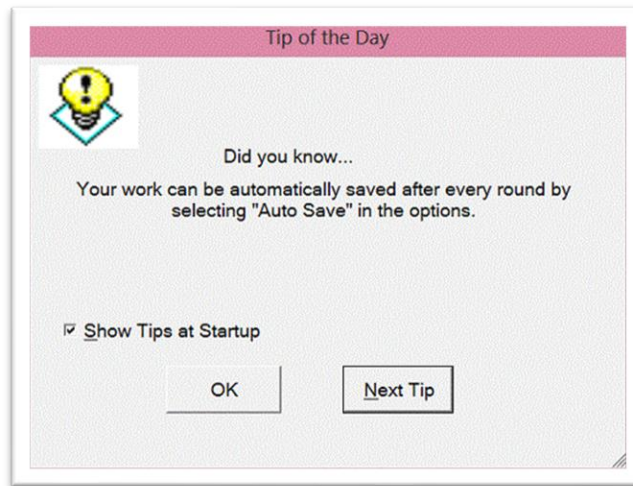 Tip of the Day
Did you know...
Your work can be automatically saved after every round by
selecting "Auto Save" in the options.
Show Tips at Startup
OK
Next Tip